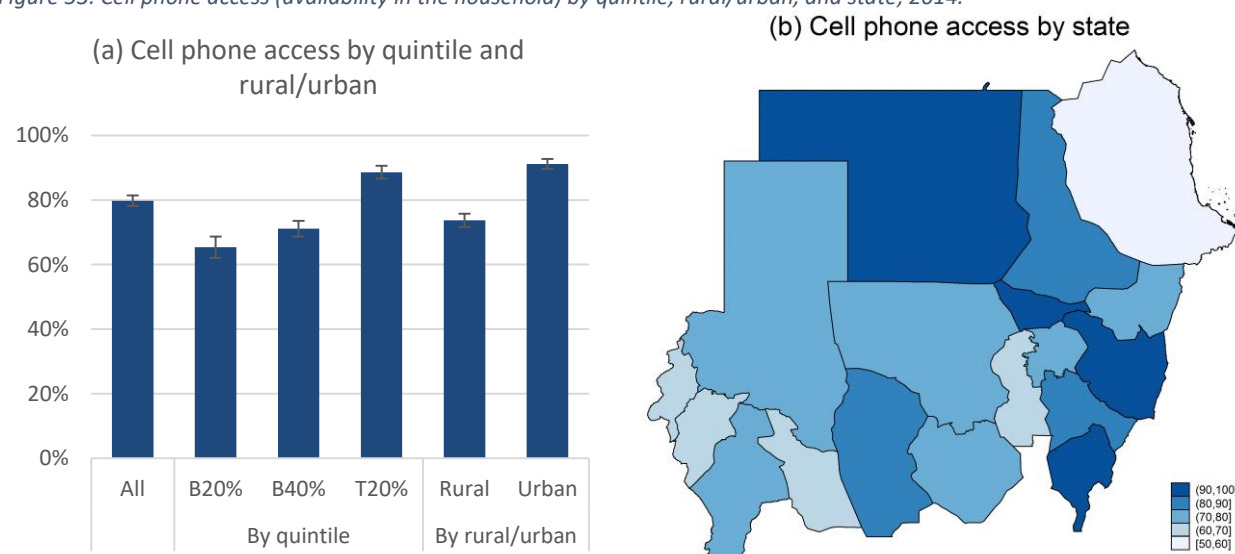 Figure 55: Cell phone access (availability in the household) by quintile, rural/urban, and state, 2014.
(a) Cell phone access by quintile and
rural/urban
100%
80%
60%
40%
20%
0%
All B20% B40% T20% Rural Urban
By quintile By rural/urban
(b) Cell phone access by state
(90,100]
(80,90]
(70,80]
(60,70]
[50,60]